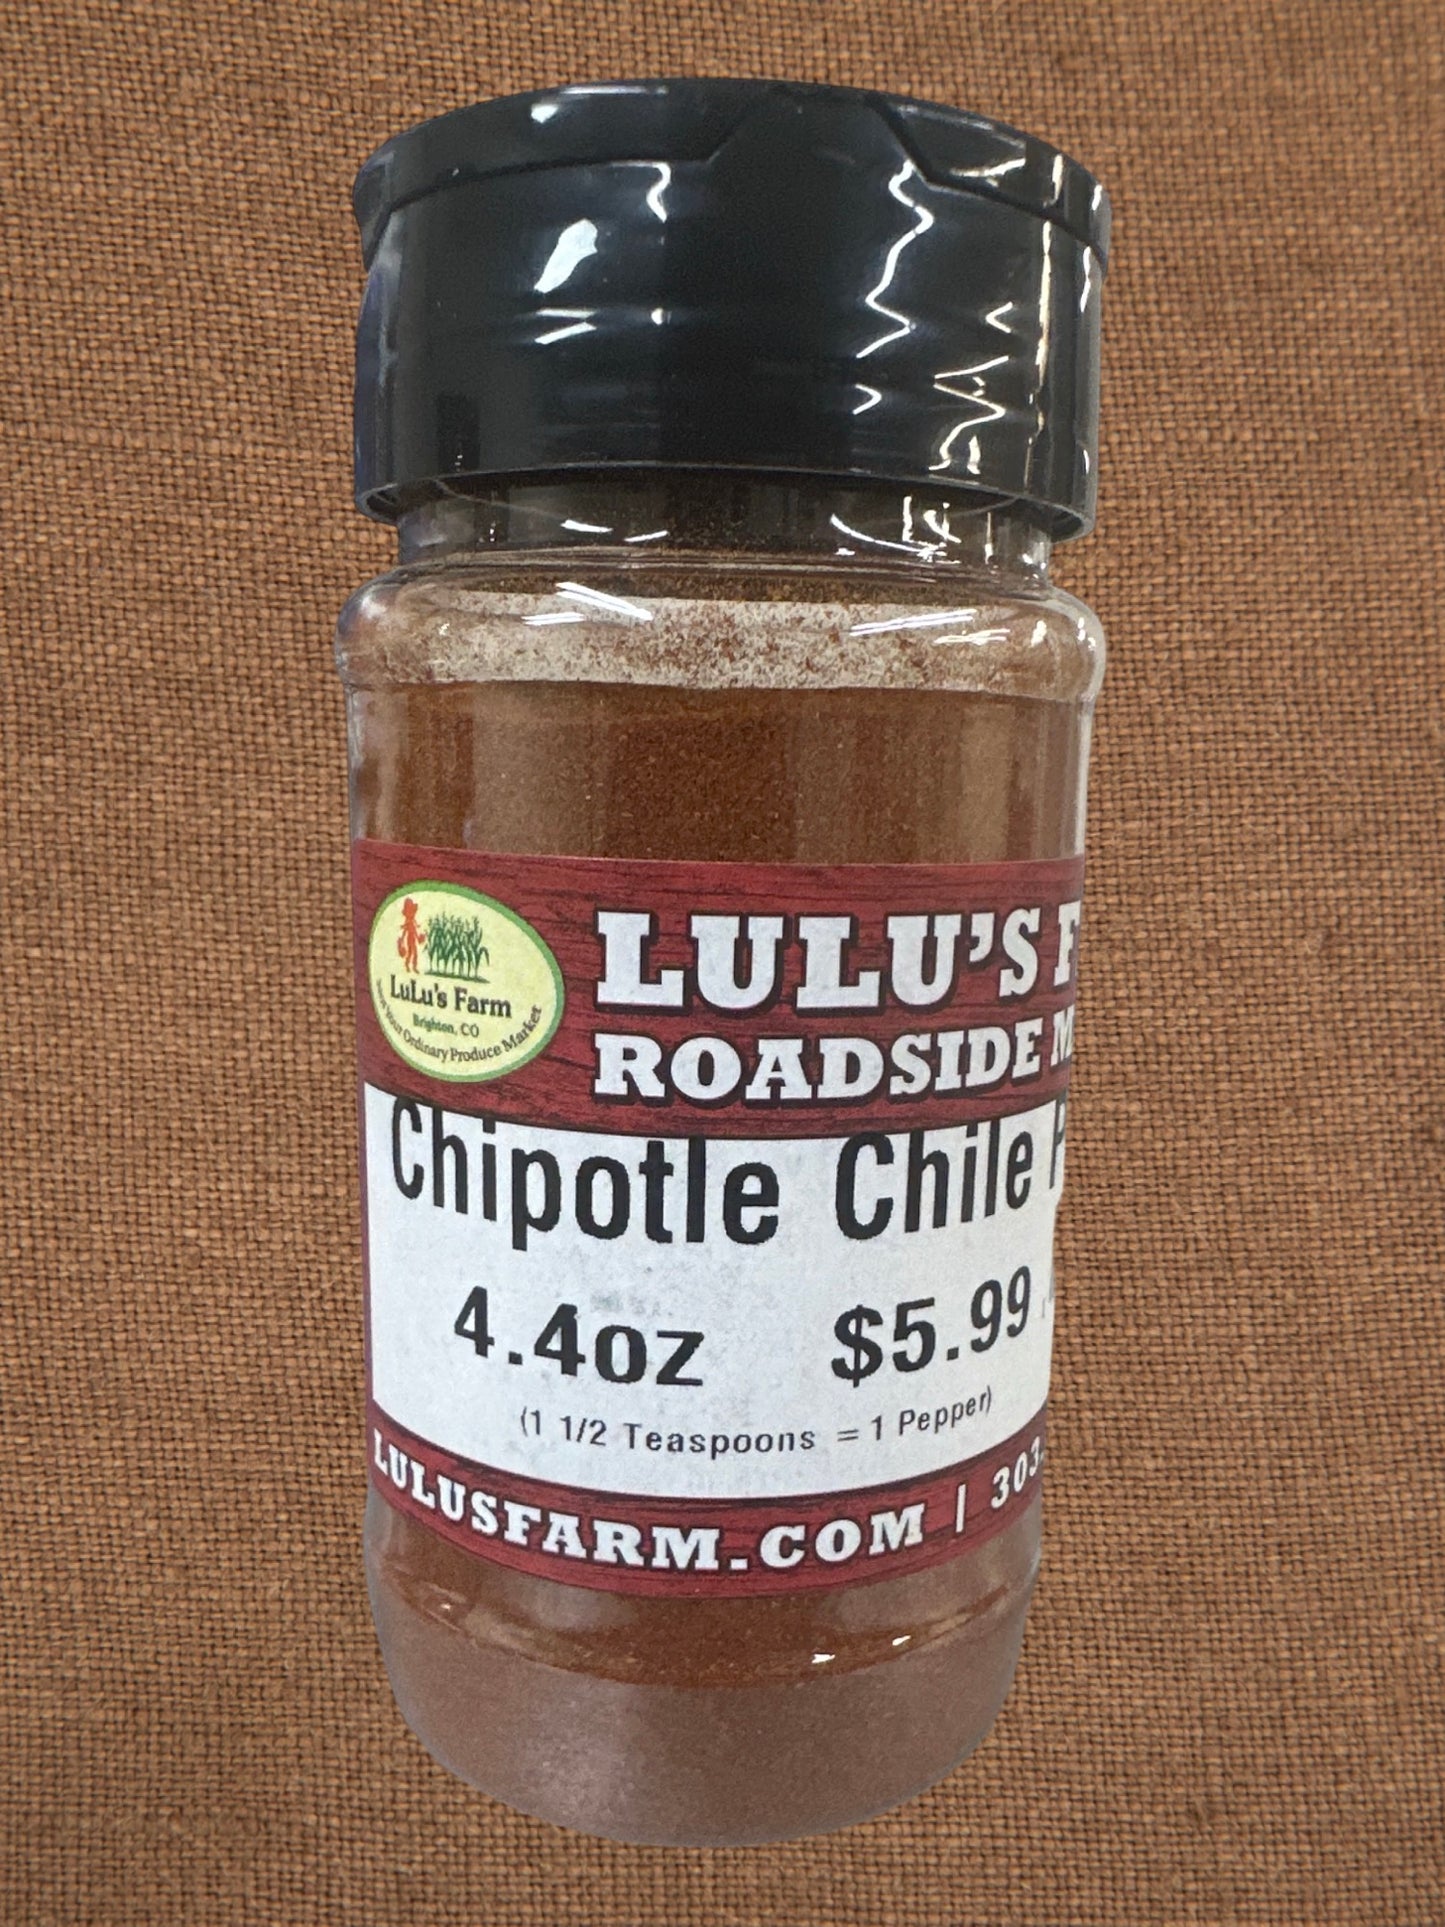 LULU'S
ROADSIDE
LuLu's Farm
Brighton, CO
Your Ordinary Produce Market
Chipotle Chile
4.4oz $5.99
(1 1/2 Teaspoons = 1 Pepper)
LULUSFARM.COM | 303